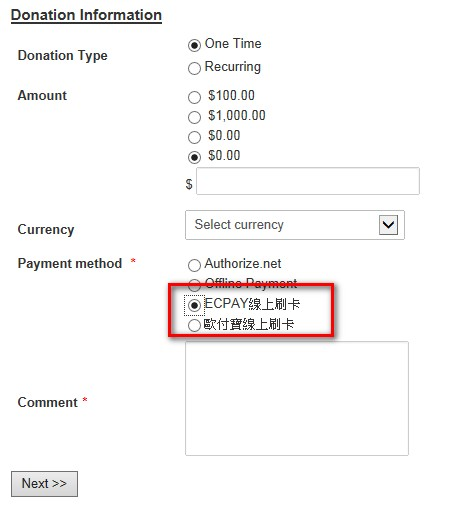 Donation Information
Donation Type
One Time
Recurring
Amount
$100.00
$1,000.00
$0.00
$0.00
$
Currency
Select currency
Payment method *
Authorize.net
Offline Payment
ECPAY線上刷卡
歐付寶線上刷卡
Comment *
Next >>